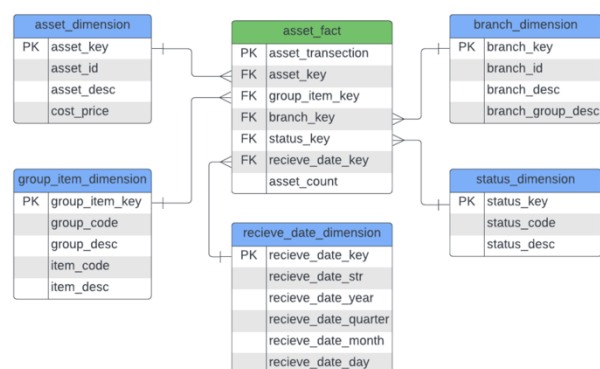 asset_dimension
PK asset_key
asset_id
asset_desc
cost_price
asset_fact
PK asset_transection
FK asset_key
FK group_item_key
FK branch_key
FK status_key
FK recieve_date_key
asset_count
branch_dimension
PK branch_key
branch_id
branch_desc
branch_group_desc
group_item_dimension
PK group_item_key
group_code
group_desc
item_code
item_desc
recieve_date_dimension
PK recieve_date_key
recieve_date_str
recieve_date_year
recieve_date_quarter
recieve_date_month
recieve_date_day
status_dimension
PK status_key
status_code
status_desc